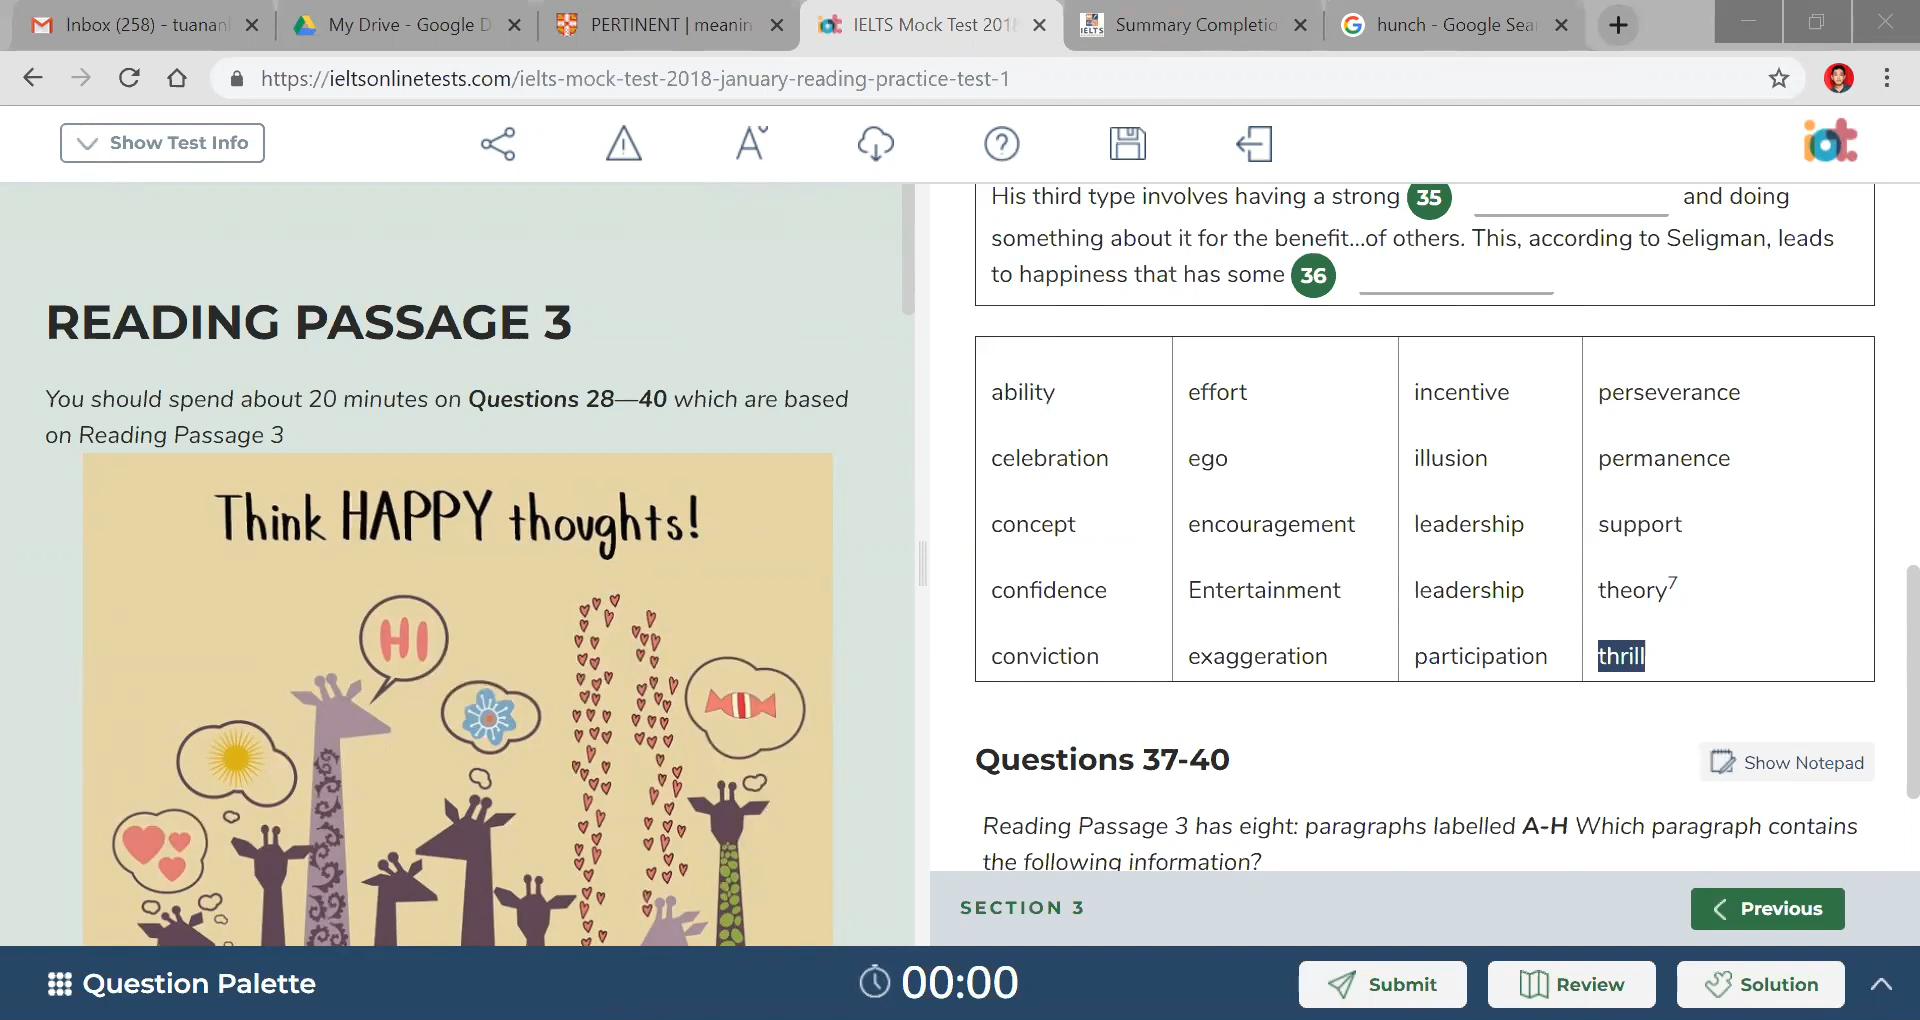 Inbox (258) - tuanan
My Drive - Google D
PERTINENT | meanin
IELTS Mock Test 2018
IELTS
Summary Completio
hunch - Google Sea
https://ieltsonlinetests.com/ielts-mock-test-2018-january-reading-practice-test-1
Show Test Info
iot
READING PASSAGE 3
You should spend about 20 minutes on Questions 28—40 which are based
on Reading Passage 3
Think HAPPY thoughts!
HI
His third type involves having a strong 35 and doing
something about it for the benefit...of others. This, according to Seligman, leads
to happiness that has some 36
ability effort incentive perseverance
celebration ego illusion permanence
concept encouragement leadership support
confidence Entertainment leadership theory7
conviction exaggeration participation thrill
Questions 37-40
Show Notepad
Reading Passage 3 has eight: paragraphs labelled A-H Which paragraph contains
the following information?
SECTION 3
Previous
Question Palette
00:00
Submit
Review
Solution